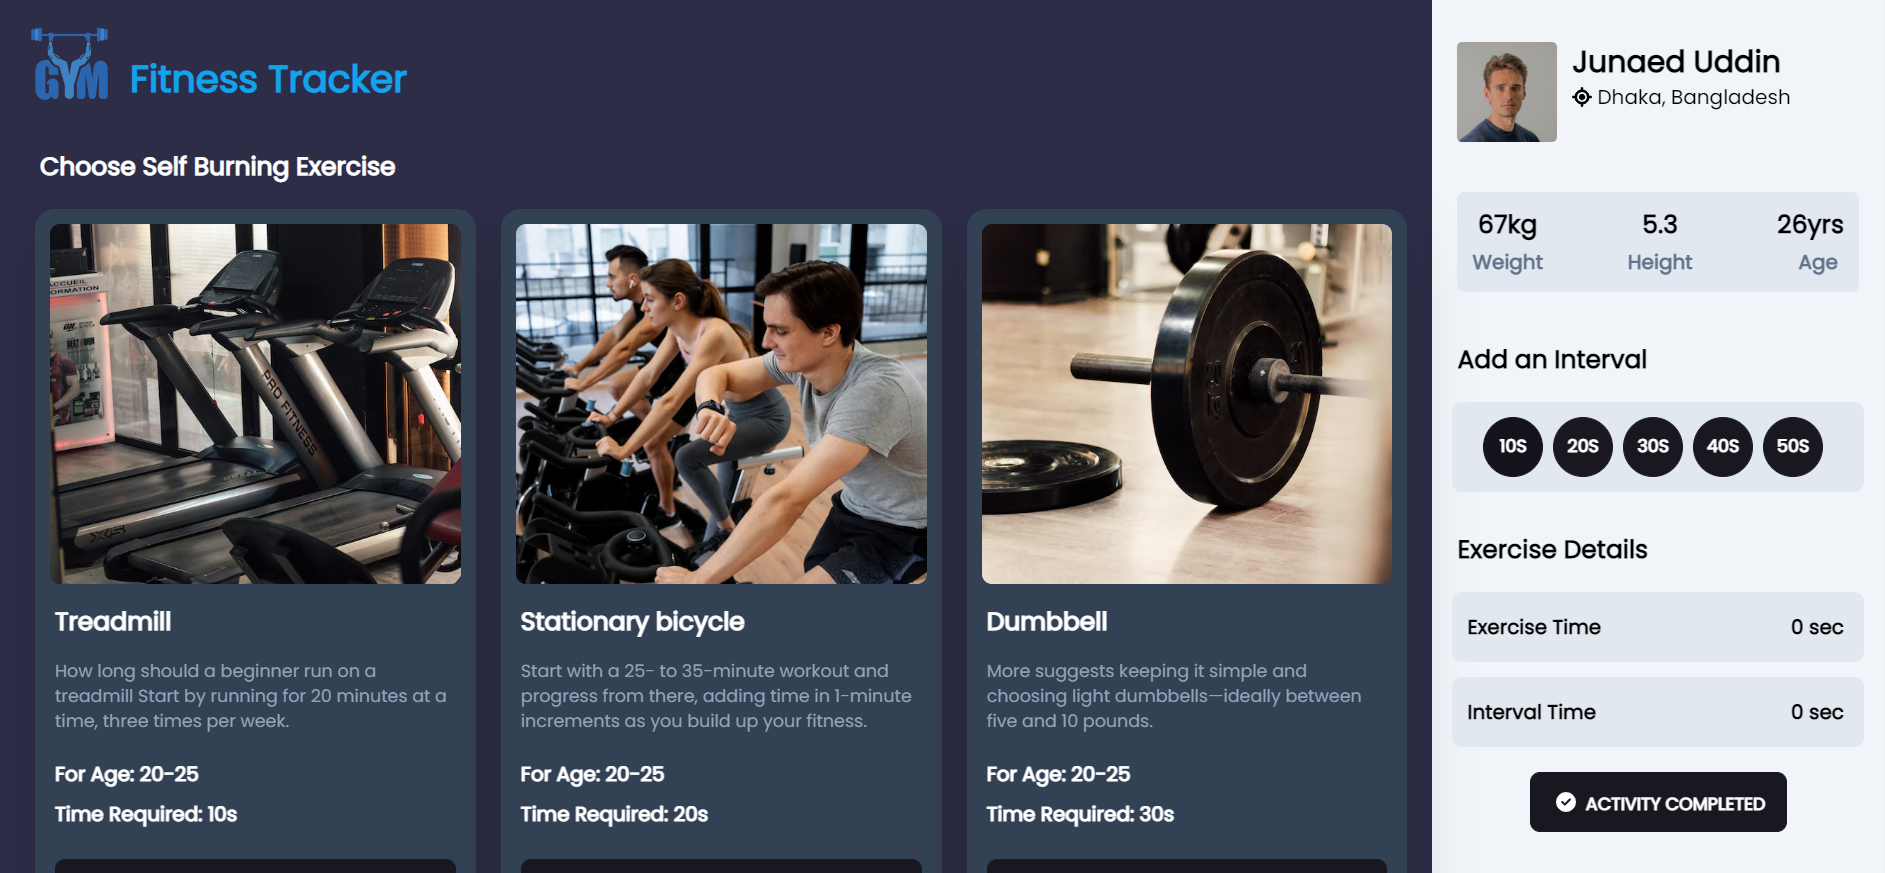 GYM
Fitness Tracker
Choose Self Burning Exercise
ACCUEIL
PRO FITNESS
Treadmill
How long should a beginner run on a
treadmill Start by running for 20 minutes at a
time, three times per week.
For Age: 20-25
Time Required: 10s
Stationary bicycle
Start with a 25- to 35-minute workout and
progress from there, adding time in 1-minute
increments as you build up your fitness.
For Age: 20-25
Time Required: 20s
Dumbbell
More suggests keeping it simple and
choosing light dumbbells—ideally between
five and 10 pounds.
For Age: 20-25
Time Required: 30s
Junaed Uddin
Dhaka, Bangladesh
67kg 5.3 26yrs
Weight Height Age
Add an Interval
10S 20S 30S 40S 50S
Exercise Details
Exercise Time 0 sec
Interval Time 0 sec
ACTIVITY COMPLETED